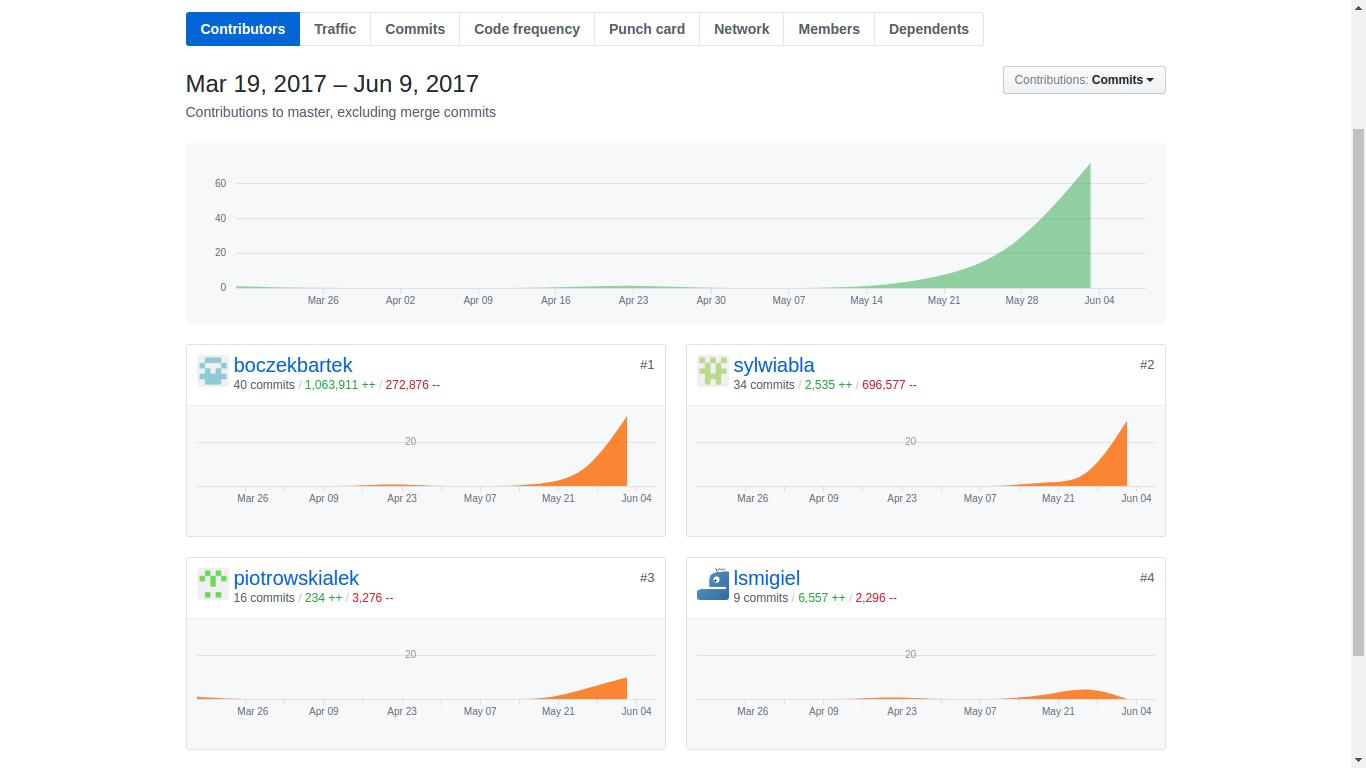 Contributors Traffic Commits Code frequency Punch card Network Members Dependents
Mar 19, 2017 – Jun 9, 2017
Contributions: Commits
Contributions to master, excluding merge commits
60
40
20
0
Mar 26 Apr 02 Apr 09 Apr 16 Apr 23 Apr 30 May 07 May 14 May 21 May 28 Jun 04
boczekbartek #1
40 commits / 1,063,911 ++ / 272,876 --
20
Mar 26 Apr 09 Apr 23 May 07 May 21 Jun 04
sylwiabla #2
34 commits / 2,535 ++ / 696,577 --
20
Mar 26 Apr 09 Apr 23 May 07 May 21 Jun 04
piotrowskialek #3
16 commits / 234 ++ / 3,276 --
20
Mar 26 Apr 09 Apr 23 May 07 May 21 Jun 04
lsmigiel #4
9 commits / 6,557 ++ / 2,296 --
20
Mar 26 Apr 09 Apr 23 May 07 May 21 Jun 04